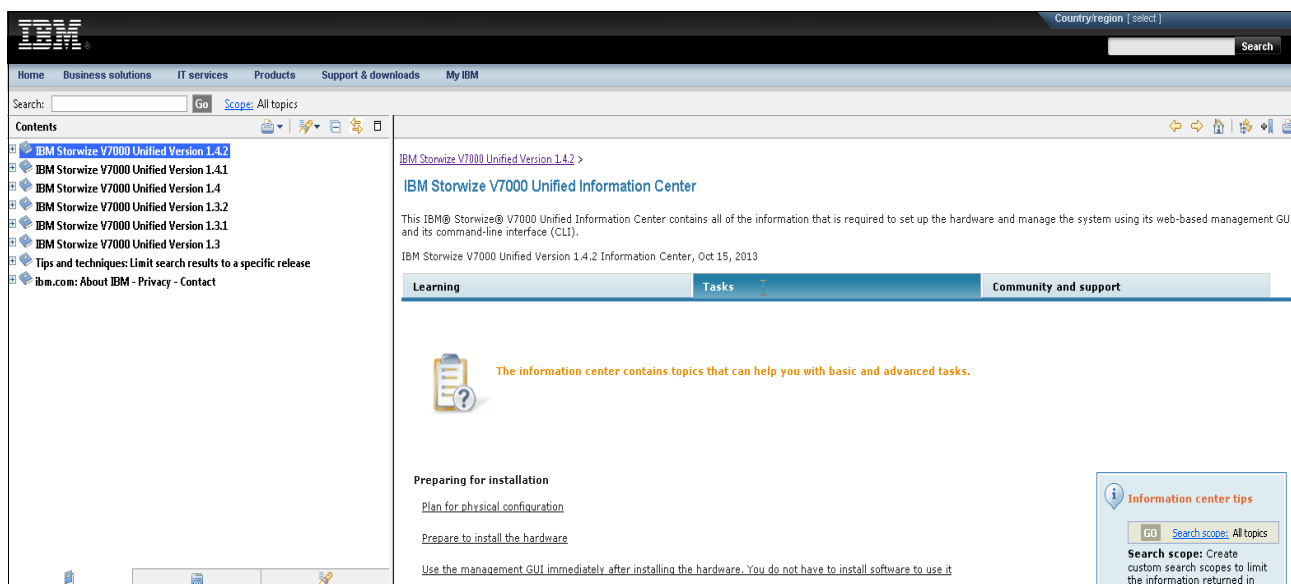 Country/region [ select ]
IBM ®
Search
Home Business solutions IT services Products Support & downloads My IBM
Search: Go Scope: All topics
Contents
IBM Storwize V7000 Unified Version 1.4.2
IBM Storwize V7000 Unified Version 1.4.1
IBM Storwize V7000 Unified Version 1.4
IBM Storwize V7000 Unified Version 1.3.2
IBM Storwize V7000 Unified Version 1.3.1
IBM Storwize V7000 Unified Version 1.3
Tips and techniques: Limit search results to a specific release
ibm.com: About IBM - Privacy - Contact
IBM Storwize V7000 Unified Version 1.4.2 >
IBM Storwize V7000 Unified Information Center
This IBM® Storwize® V7000 Unified Information Center contains all of the information that is required to set up the hardware and manage the system using its web-based management GUI
and its command-line interface (CLI).
IBM Storwize V7000 Unified Version 1.4.2 Information Center, Oct 15, 2013
Learning Tasks Community and support
The information center contains topics that can help you with basic and advanced tasks.
Preparing for installation
Plan for physical configuration
Prepare to install the hardware
Use the management GUI immediately after installing the hardware. You do not have to install software to use it
Information center tips
GO Search scope: All topics
Search scope: Create
custom search scopes to limit
the information returned in